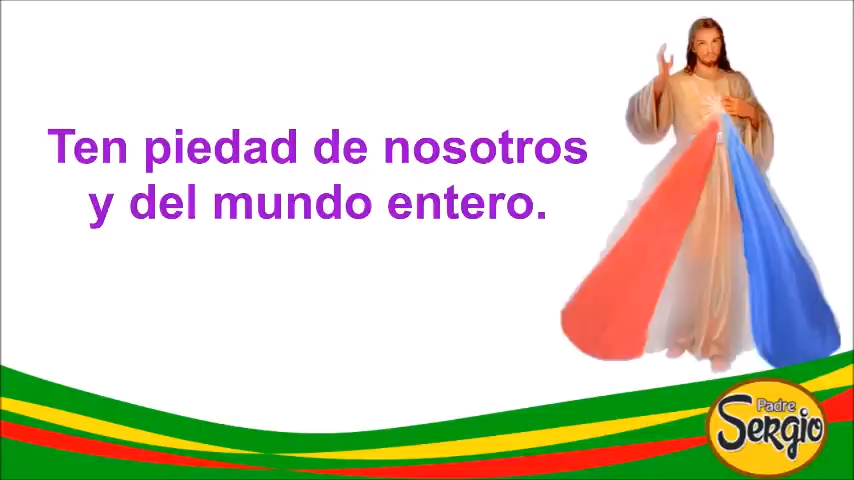 Ten piedad de nosotros
y del mundo entero.
Padre
Sergio